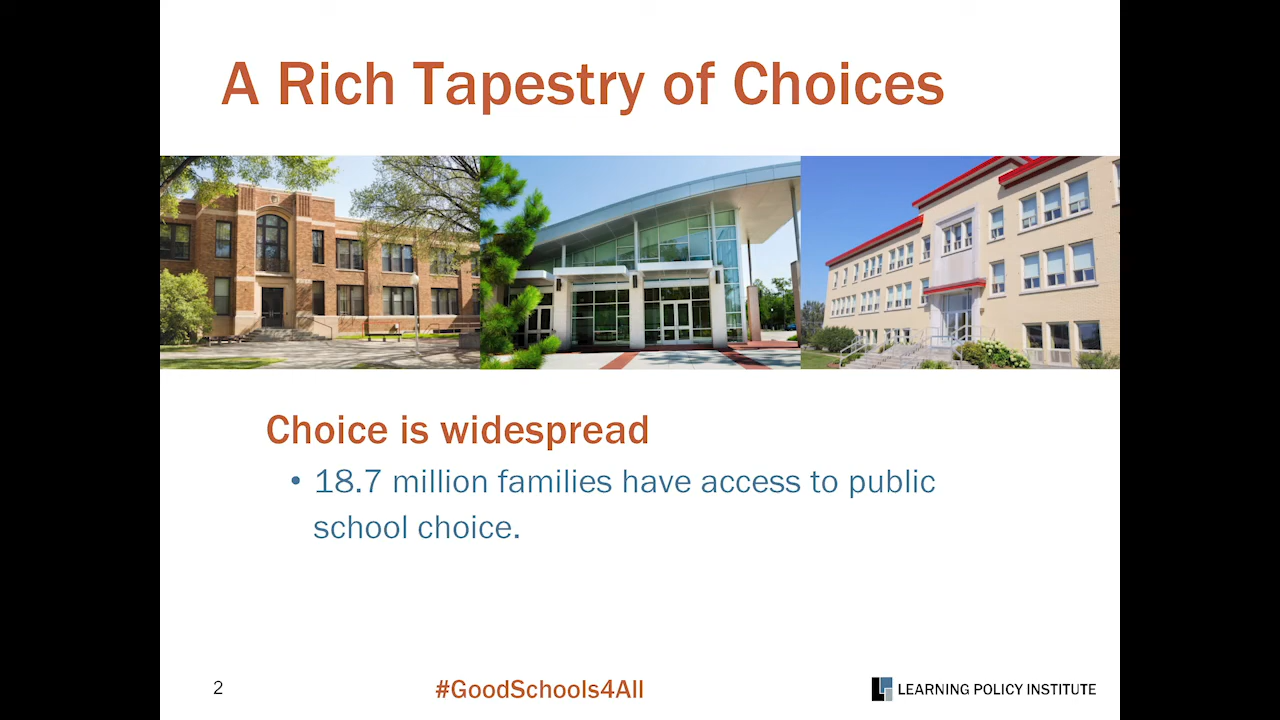 A Rich Tapestry of Choices
Choice is widespread
• 18.7 million families have access to public
school choice.
2
#GoodSchools4All
LEARNING POLICY INSTITUTE